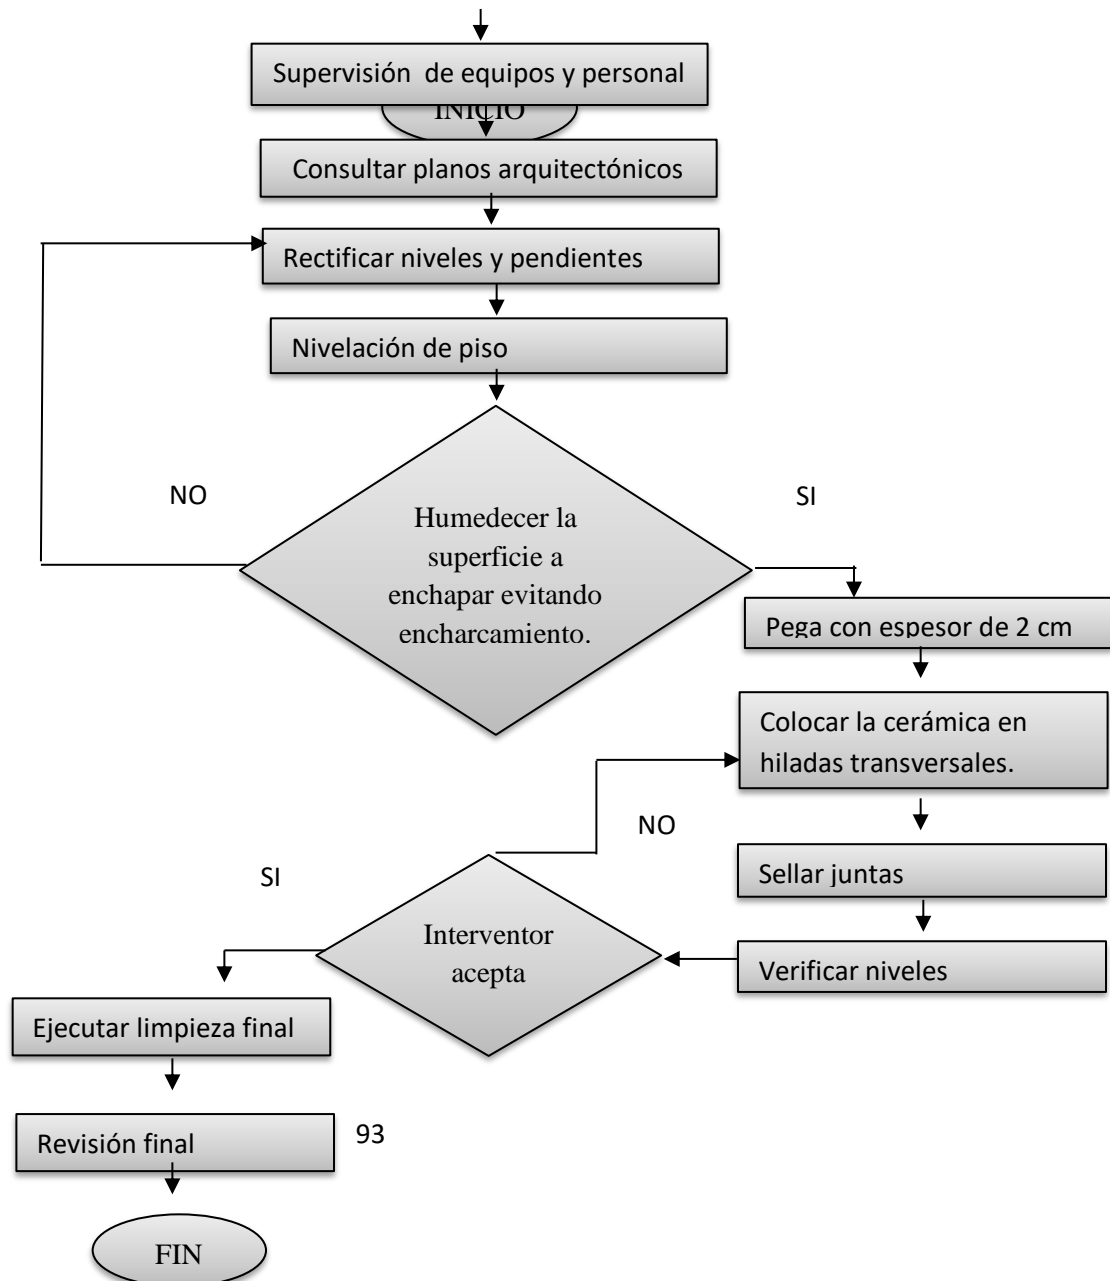 Supervisión  de equipos y personal
INICIO
Consultar planos arquitectónicos
Rectificar niveles y pendientes
Nivelación de piso
NO
SI
Humedecer la
superficie a
enchapar evitando
encharcamiento.
Pega con espesor de 2 cm
Colocar la cerámica en
hiladas transversales.
NO
SI
Sellar juntas
Interventor
acepta
Verificar niveles
Ejecutar limpieza final
Revisión final
93
FIN